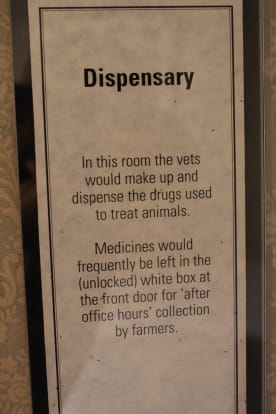 Dispensary
In this room the vets
would make up and
dispense the drugs used
to treat animals.
Medicines would
frequently be left in the
(unlocked) white box at
the front door for ‘after
office hours’ collection
by farmers.